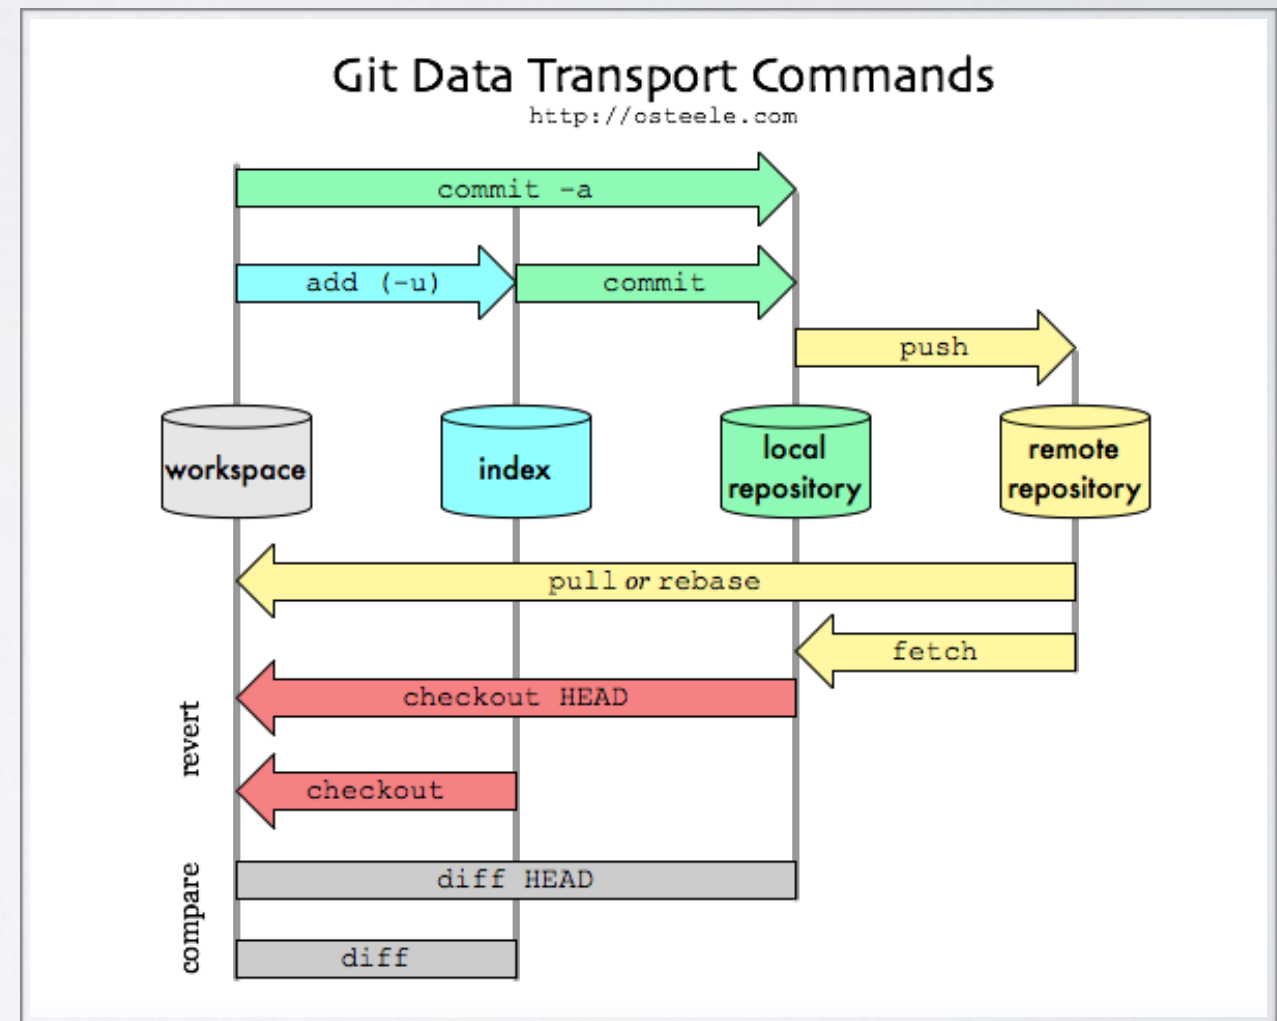 Git Data Transport Commands
http://osteele.com
commit -a
add (-u)
commit
push
workspace
index
local
repository
remote
repository
pull or rebase
fetch
revert
checkout HEAD
checkout
compare
diff HEAD
diff